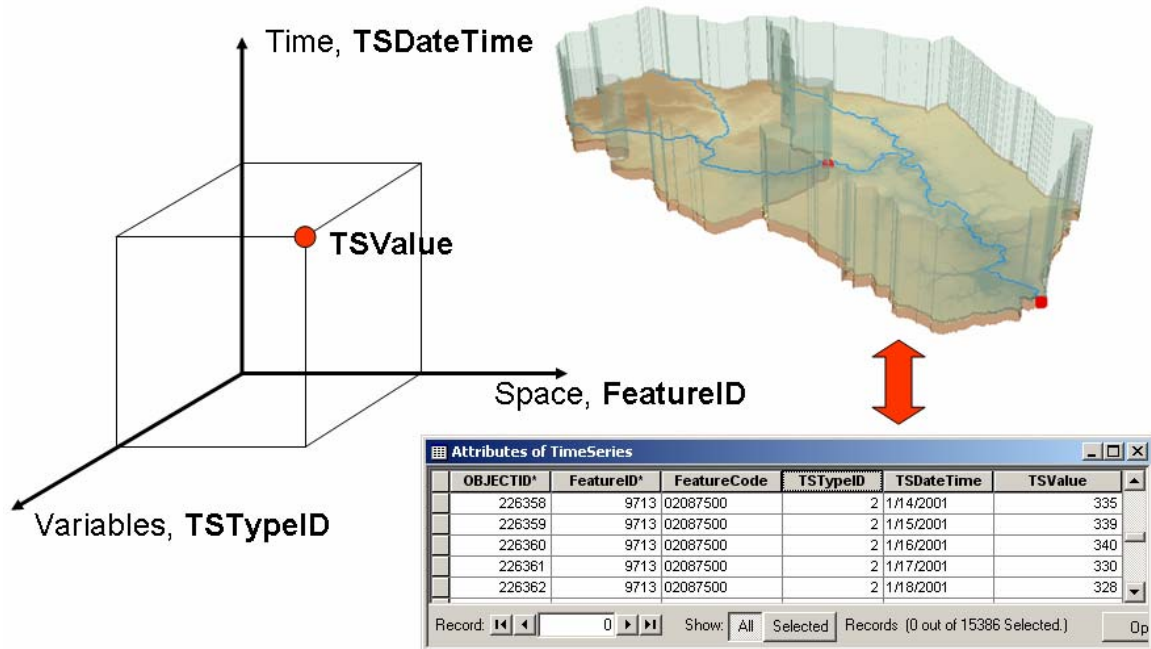 Time, TSDateTime
TSValue
Space, FeatureID
Variables, TSTypeID
Attributes of TimeSeries
OBJECTID* FeatureID* FeatureCode TSTypeID TSDateTime TSValue
226358 9713 02087500 2 1/14/2001 335
226359 9713 02087500 2 1/15/2001 339
226360 9713 02087500 2 1/16/2001 340
226361 9713 02087500 2 1/17/2001 330
226362 9713 02087500 2 1/18/2001 328
Record: 0 Show: All Selected Records (0 out of 15386 Selected.) Op